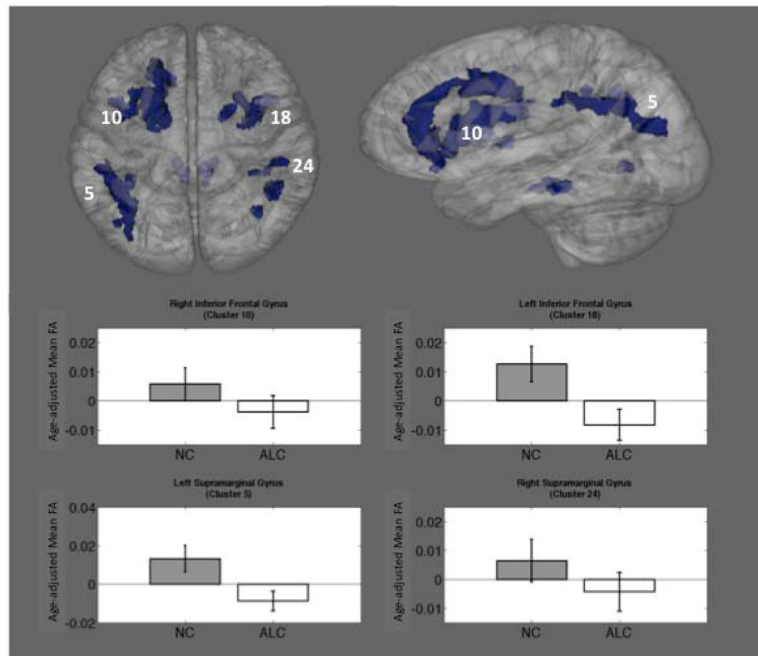 10
18
24
5
5
10
Right Inferior Frontal Gyrus
(Cluster 10)
Age-adjusted Mean FA
0.02
0.01
0
-0.01
NC ALC
Left Inferior Frontal Gyrus
(Cluster 18)
Age-adjusted Mean FA
0.02
0.01
0
-0.01
NC ALC
Left Supramarginal Gyrus
(Cluster 5)
Age-adjusted Mean FA
0.04
0.02
0
-0.02
NC ALC
Right Supramarginal Gyrus
(Cluster 24)
Age-adjusted Mean FA
0.02
0.01
0
-0.01
NC ALC